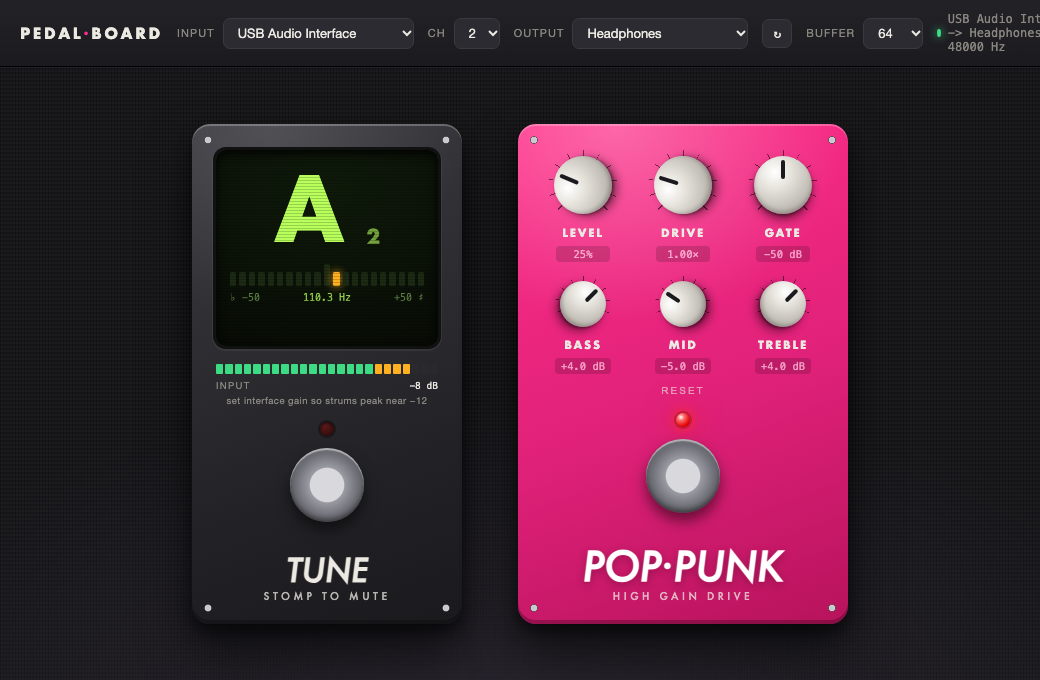 PEDAL·BOARD INPUT USB Audio Interface CH 2 OUTPUT Headphones ↻ BUFFER 64
USB Audio Int
–> Headphones
48000 Hz
A 2
♭ −50 110.3 Hz +50 ♯
INPUT −8 dB
set interface gain so strums peak near −12
TUNE
STOMP TO MUTE
LEVEL DRIVE GATE
25% 1.00× −50 dB
BASS MID TREBLE
+4.0 dB −5.0 dB +4.0 dB
RESET
POP·PUNK
HIGH GAIN DRIVE